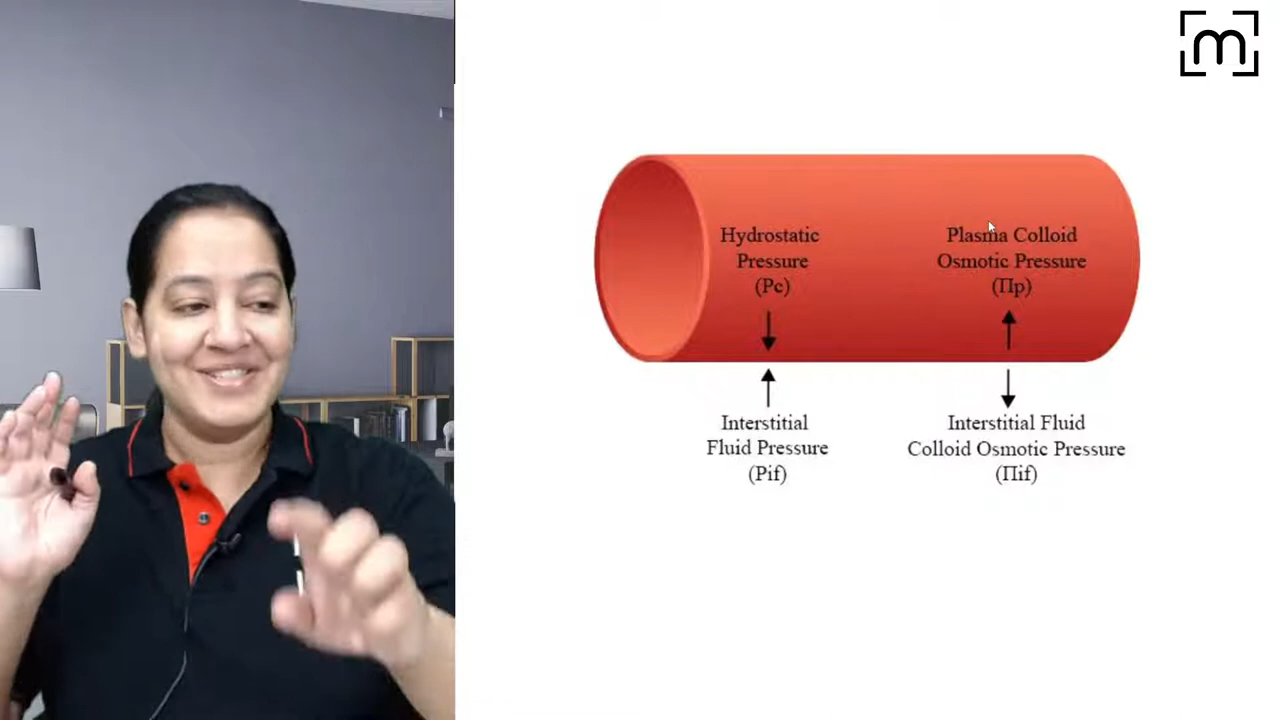 m
Hydrostatic
Pressure
(Pc)
Plasma Colloid
Osmotic Pressure
(Πp)
Interstitial
Fluid Pressure
(Pif)
Interstitial Fluid
Colloid Osmotic Pressure
(Πif)